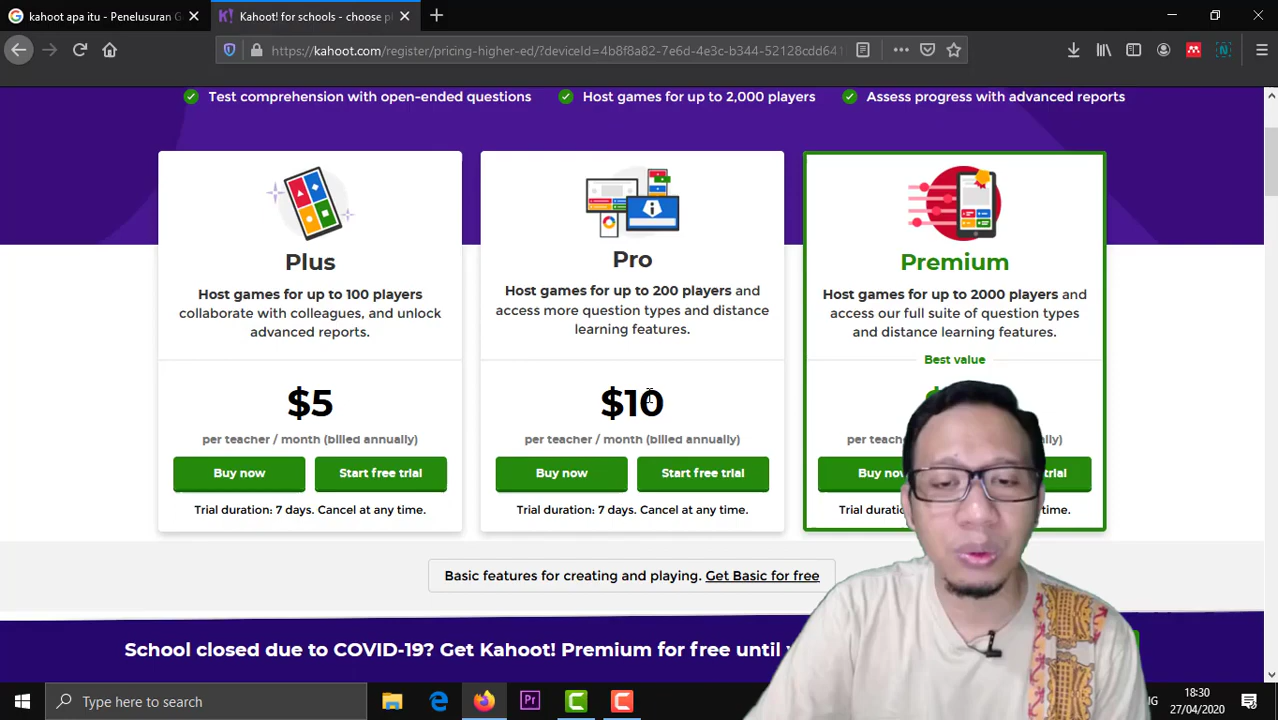 kahoot apa itu - Penelusuran G
Kahoot! for schools - choose pl
https://kahoot.com/register/pricing-higher-ed/?deviceId=4b8f8a82-7e6d-4e3c-b344-52128cdd641
Test comprehension with open-ended questions
Host games for up to 2,000 players
Assess progress with advanced reports
Plus
Host games for up to 100 players
collaborate with colleagues, and unlock
advanced reports.
$5
per teacher / month (billed annually)
Buy now
Start free trial
Trial duration: 7 days. Cancel at any time.
Pro
Host games for up to 200 players and
access more question types and distance
learning features.
$10
per teacher / month (billed annually)
Buy now
Start free trial
Trial duration: 7 days. Cancel at any time.
Premium
Host games for up to 2000 players and
access our full suite of question types
and distance learning features.
Best value
Basic features for creating and playing. Get Basic for free
School closed due to COVID-19? Get Kahoot! Premium for free until
Type here to search
18:30
27/04/2020